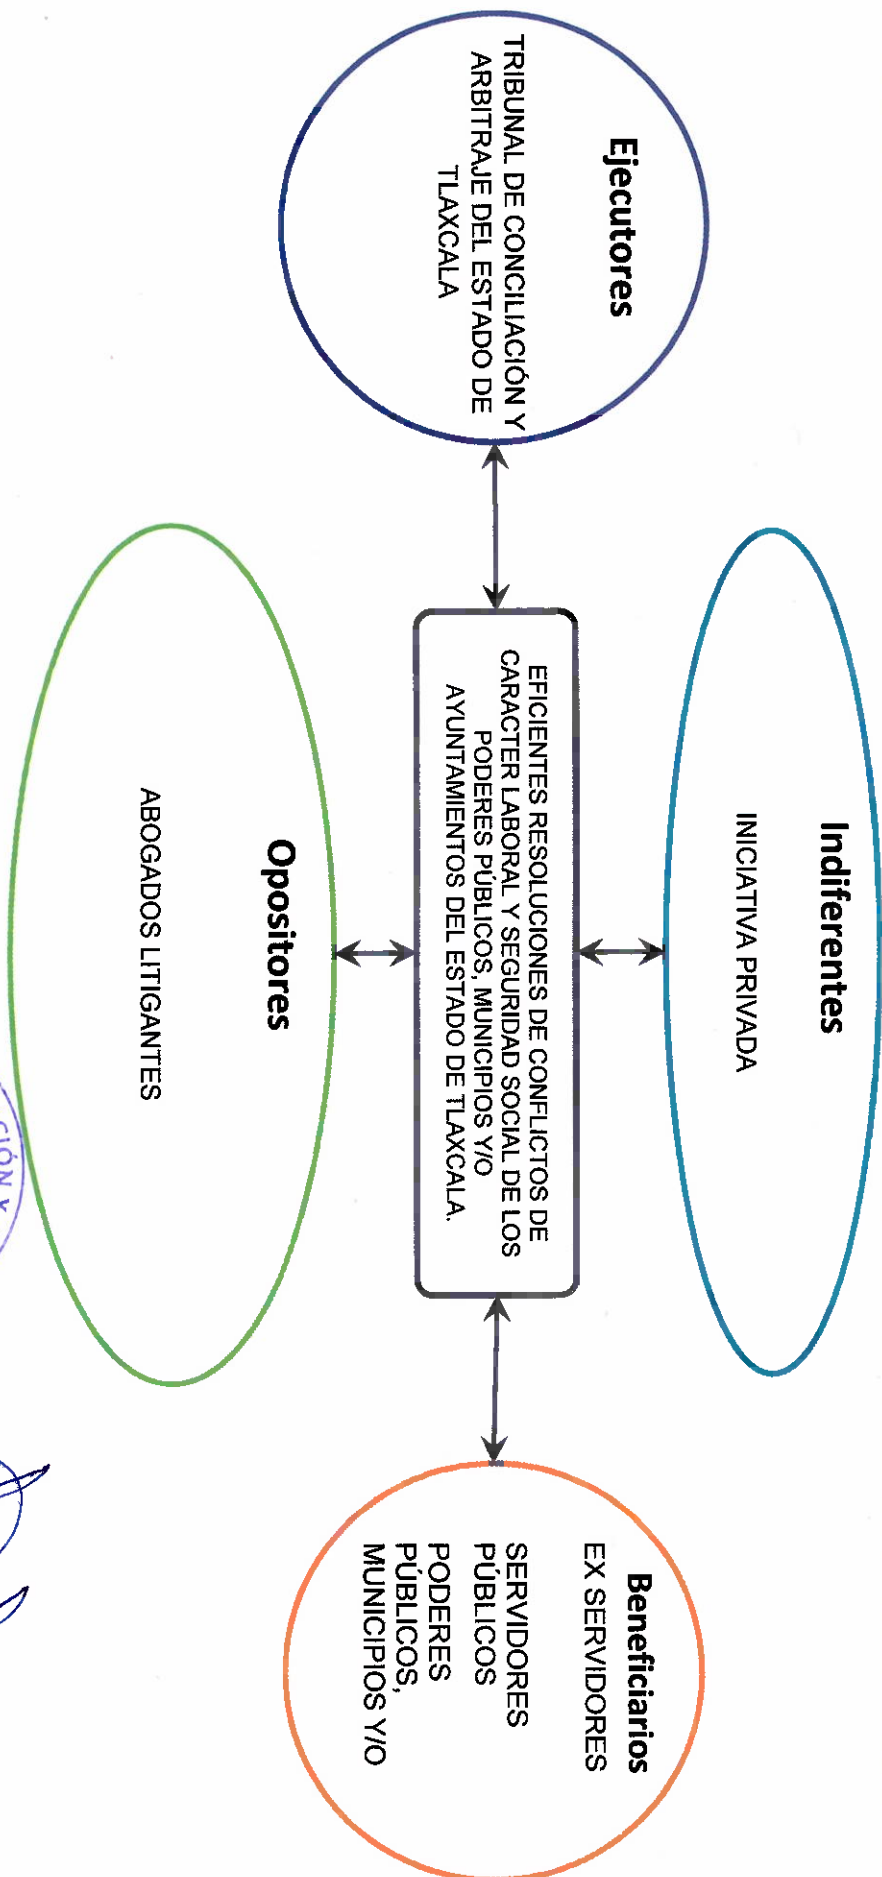 Indiferentes
INICIATIVA PRIVADA
Ejecutores
TRIBUNAL DE CONCILIACIÓN Y
ARBITRAJE DEL ESTADO DE
TLAXCALA
EFICIENTES RESOLUCIONES DE CONFLICTOS DE
CARACTER LABORAL Y SEGURIDAD SOCIAL DE LOS
PODERES PÚBLICOS, MUNICIPIOS Y/O
AYUNTAMIENTOS DEL ESTADO DE TLAXCALA.
Beneficiarios
EX SERVIDORES
SERVIDORES
PÚBLICOS
PODERES
PÚBLICOS,
MUNICIPIOS Y/O
Opositores
ABOGADOS LITIGANTES
CIÓN Y